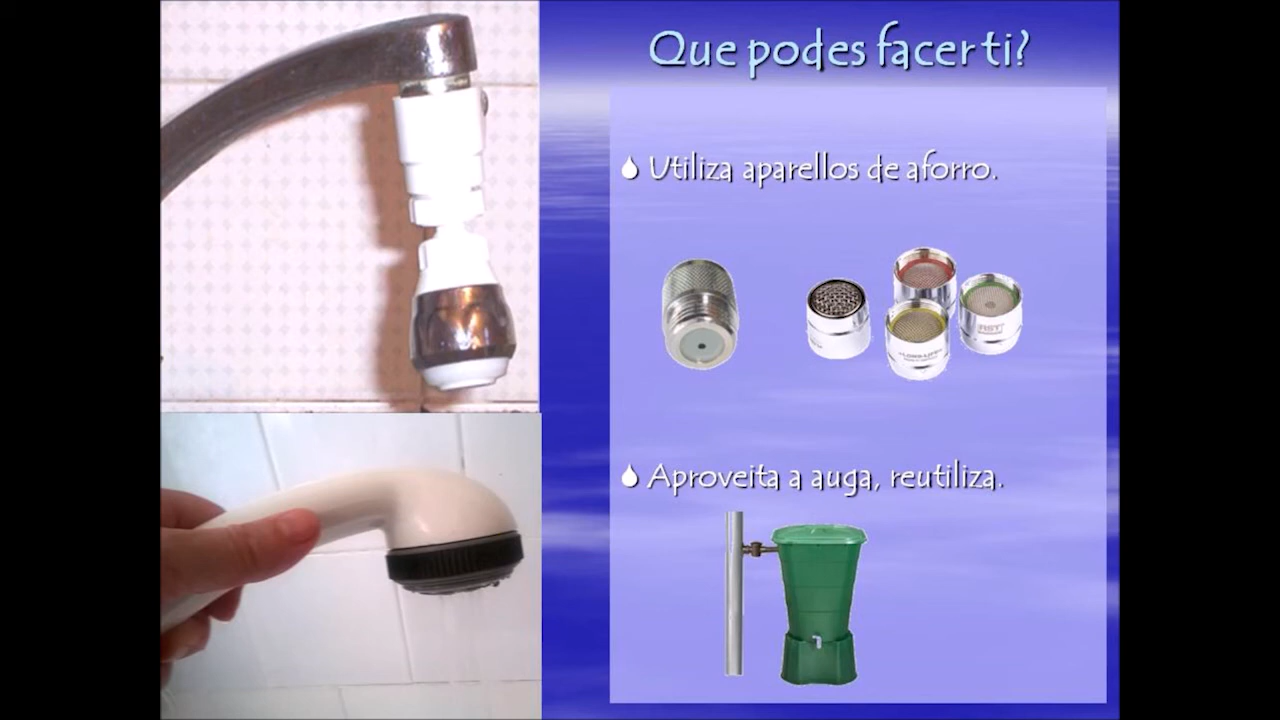 Que podes facer ti?
Utiliza aparellos de aforro.
Aproveita a auga, reutiliza.